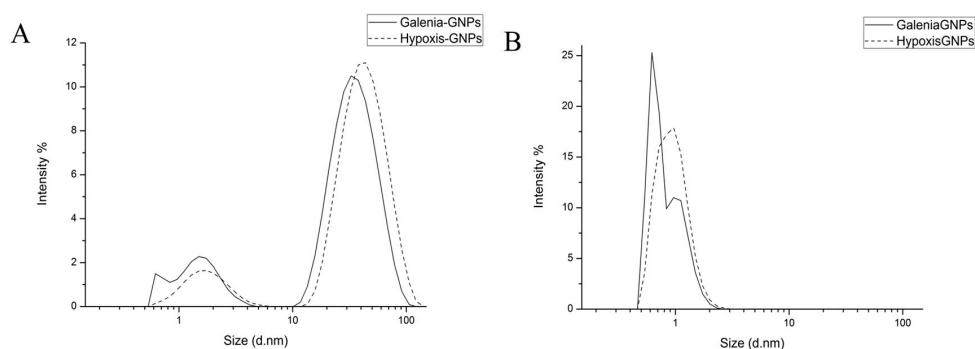 A
Galenia-GNPs
Hypoxis-GNPs
12
10
8
6
4
2
0
Intensity %
1
10
100
Size (d.nm)
B
GaleniaGNPs
HypoxisGNPs
25
20
15
10
5
0
Intensity %
1
10
100
Size (d.nm)